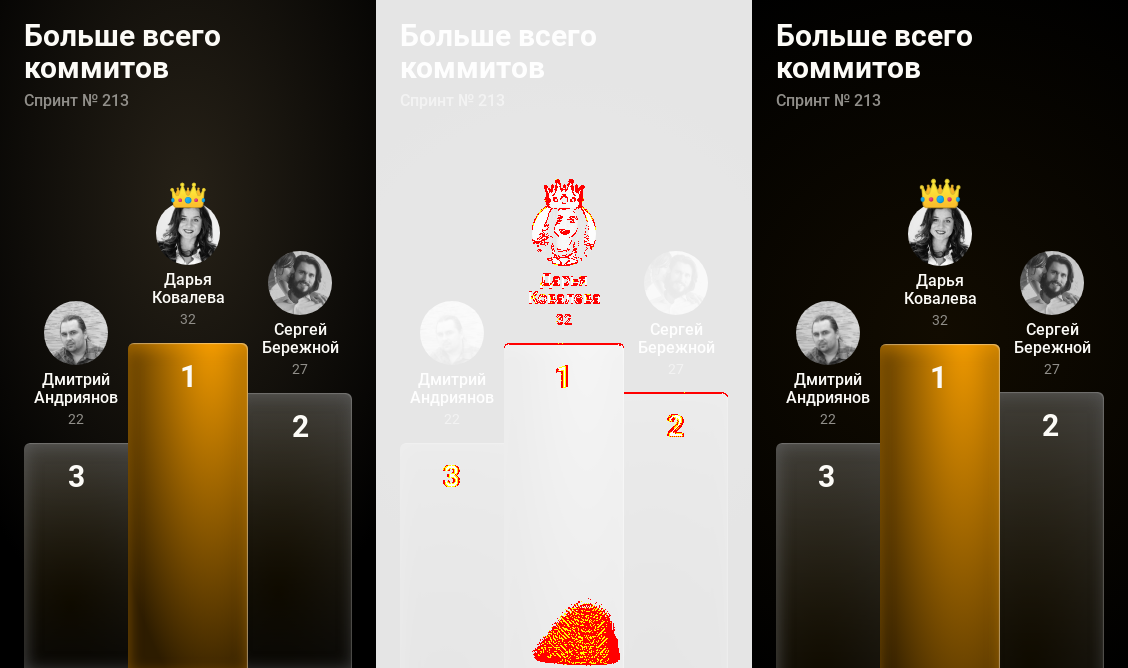 Больше всего
коммитов
Спринт № 213
Дарья
Ковалева
32
Сергей
Бережной
27
Дмитрий
Андриянов
22
1
2
3
Больше всего
коммитов
Спринт № 213
Дарья
Ковалева
32
Сергей
Бережной
27
Дмитрий
Андриянов
22
1
2
3
Больше всего
коммитов
Спринт № 213
Дарья
Ковалева
32
Сергей
Бережной
27
Дмитрий
Андриянов
22
1
2
3